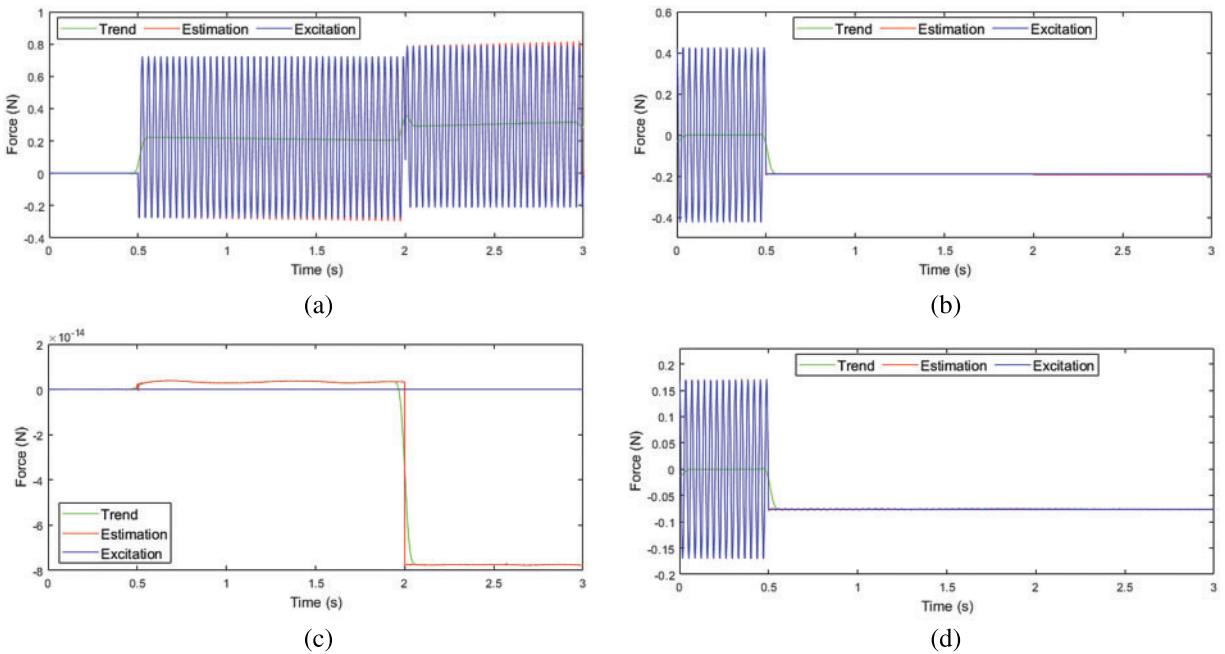 Trend Estimation Excitation
1
0.8
0.6
0.4
0.2
0
-0.2
-0.4
Force (N)
0 0.5 1 1.5 2 2.5 3
Time (s)
(a)
Trend Estimation Excitation
0.6
0.4
0.2
0
-0.2
-0.4
-0.6
Force (N)
0 0.5 1 1.5 2 2.5 3
Time (s)
(b)
×10-14
2
0
-2
-4
-6
-8
Force (N)
Trend
Estimation
Excitation
0 0.5 1 1.5 2 2.5 3
Time (s)
(c)
Trend Estimation Excitation
0.2
0.15
0.1
0.05
0
-0.05
-0.1
-0.15
-0.2
Force (N)
0 0.5 1 1.5 2 2.5 3
Time (s)
(d)